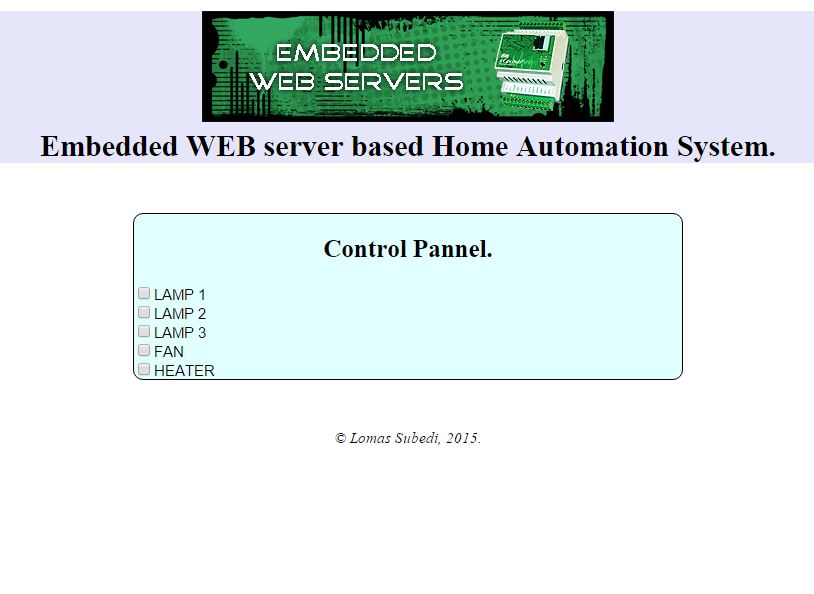 EMBEDDED
WEB SERVERS
Embedded WEB server based Home Automation System.
Control Pannel.
LAMP 1
LAMP 2
LAMP 3
FAN
HEATER
© Lomas Subedi, 2015.